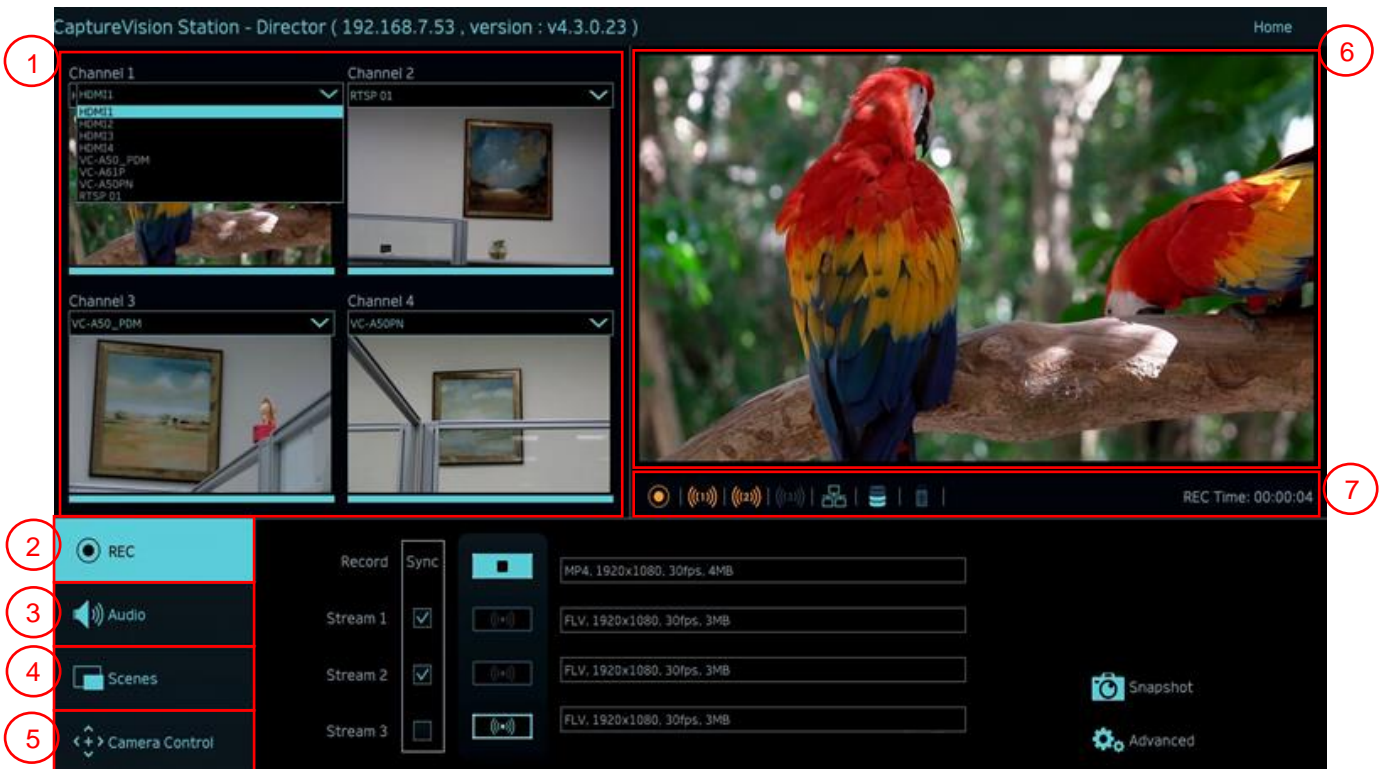 CaptureVision Station - Director ( 192.168.7.53 , version : v4.3.0.23 )
Home
1
6
Channel 1
Channel 2
HDMI1
RTSP 01
HDMI1
HDMI2
HDMI3
HDMI4
VC-A50_PDM
VC-A61P
VC-A50PN
RTSP 01
Channel 3
Channel 4
VC-A50_PDM
VC-A50PN
((1))
((2))
((3))
REC Time: 00:00:04
7
2
REC
3
Audio
4
Scenes
5
Camera Control
Record
Sync
MP4, 1920x1080, 30fps, 4MB
Stream 1
FLV, 1920x1080, 30fps, 3MB
Stream 2
FLV, 1920x1080, 30fps, 3MB
Stream 3
FLV, 1920x1080, 30fps, 3MB
Snapshot
Advanced